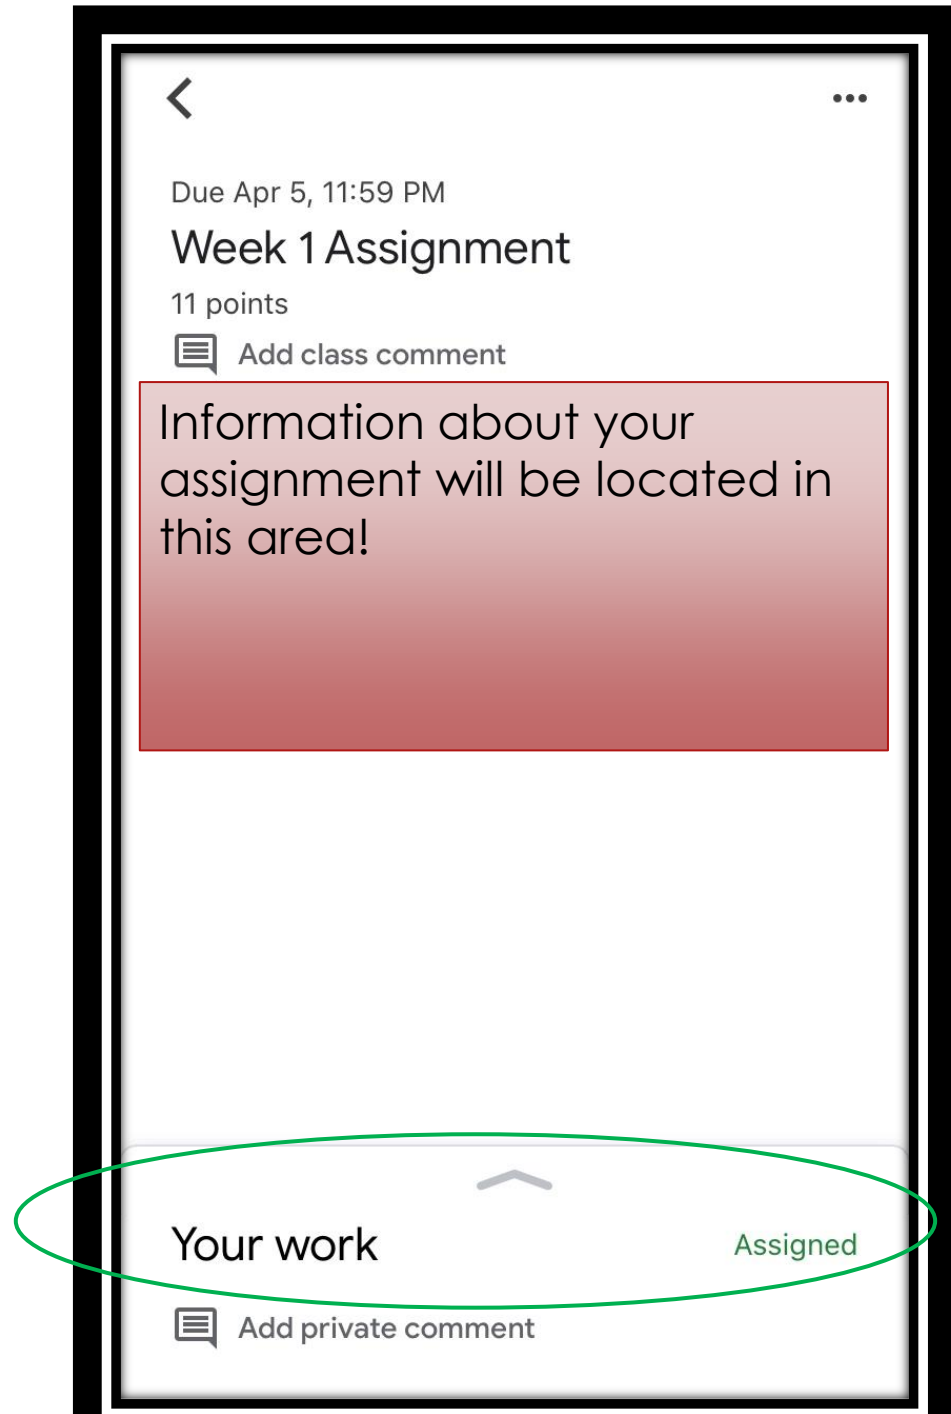 Due Apr 5, 11:59 PM
Week 1 Assignment
11 points
Add class comment
Information about your
assignment will be located in
this area!
Your work
Assigned
Add private comment